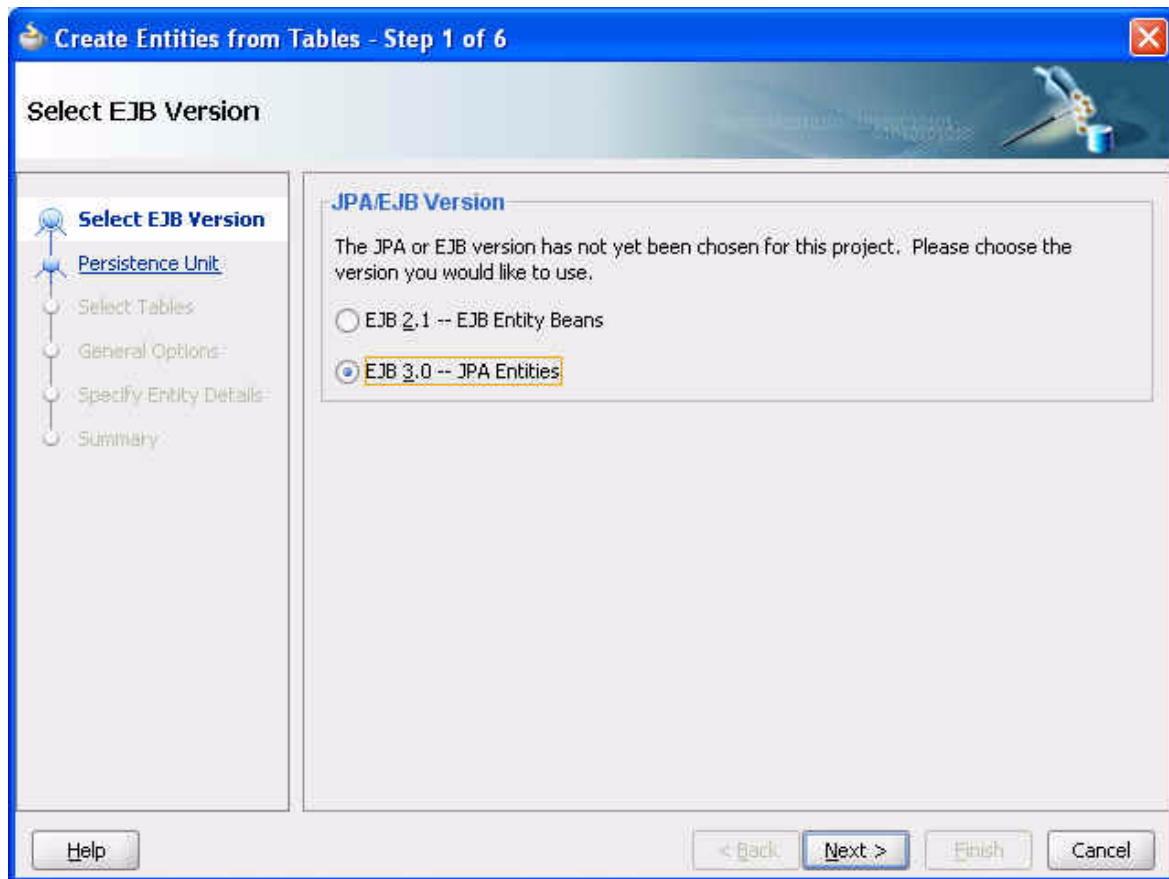 Create Entities from Tables - Step 1 of 6
Select EJB Version
Select EJB Version
Persistence Unit
Select Tables
General Options
Specify Entity Details
Summary
JPA/EJB Version
The JPA or EJB version has not yet been chosen for this project. Please choose the
version you would like to use.
EJB 2.1 -- EJB Entity Beans
EJB 3.0 -- JPA Entities
Help
< Back
Next >
Finish
Cancel